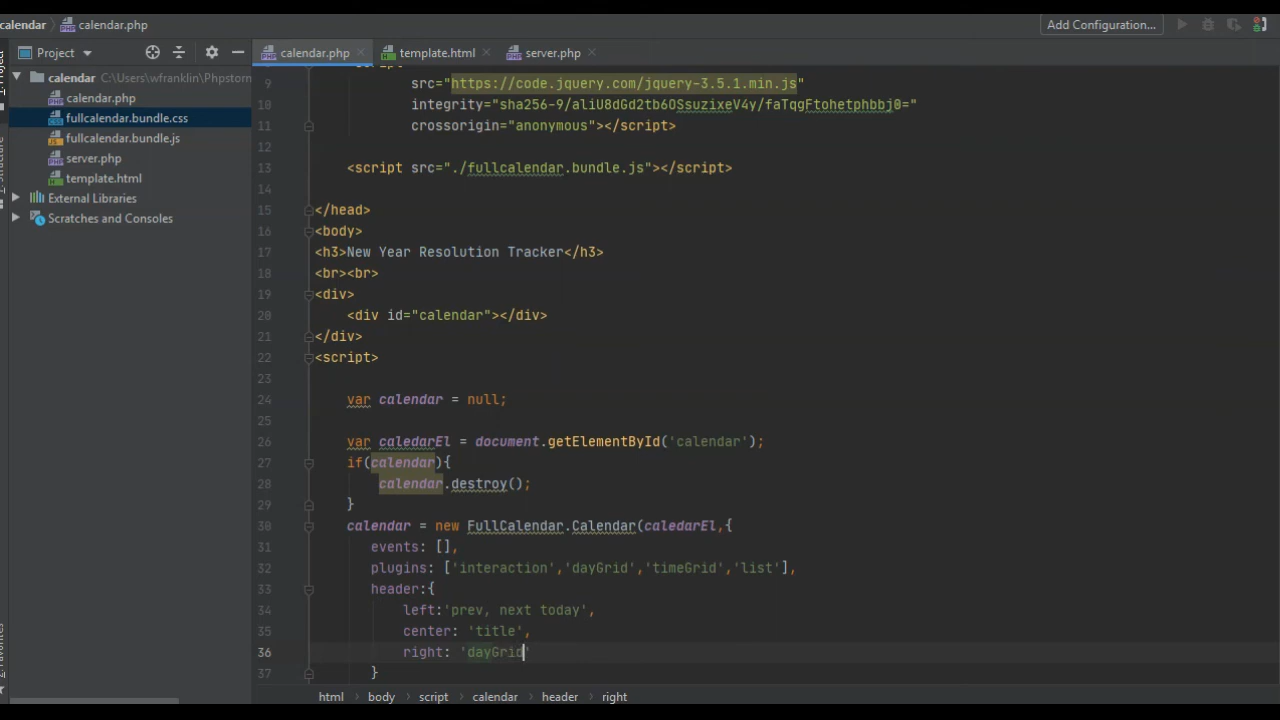 calendar calendar.php Add Configuration...
Project calendar.php template.html server.php
calendar C:\Users\wfranklin\Phpstorm
calendar.php
fullcalendar.bundle.css
fullcalendar.bundle.js
server.php
template.html
External Libraries
Scratches and Consoles
9 src="https://code.jquery.com/jquery-3.5.1.min.js"
10 integrity="sha256-9/aliU8dGd2tb6OSsuzixeV4y/faTqgFtohetphbbj0="
11 crossorigin="anonymous"></script>
12
13 <script src="./fullcalendar.bundle.js"></script>
14
15 </head>
16 <body>
17 <h3>New Year Resolution Tracker</h3>
18 <br><br>
19 <div>
20 <div id="calendar"></div>
21 </div>
22 <script>
23
24 var calendar = null;
25
26 var caledarEl = document.getElementById('calendar');
27 if(calendar){
28 calendar.destroy();
29 }
30 calendar = new FullCalendar.Calendar(caledarEl,{
31 events: [],
32 plugins: ['interaction','dayGrid','timeGrid','list'],
33 header:{
34 left:'prev, next today',
35 center: 'title',
36 right: 'dayGrid'
37 }
html body script calendar header right